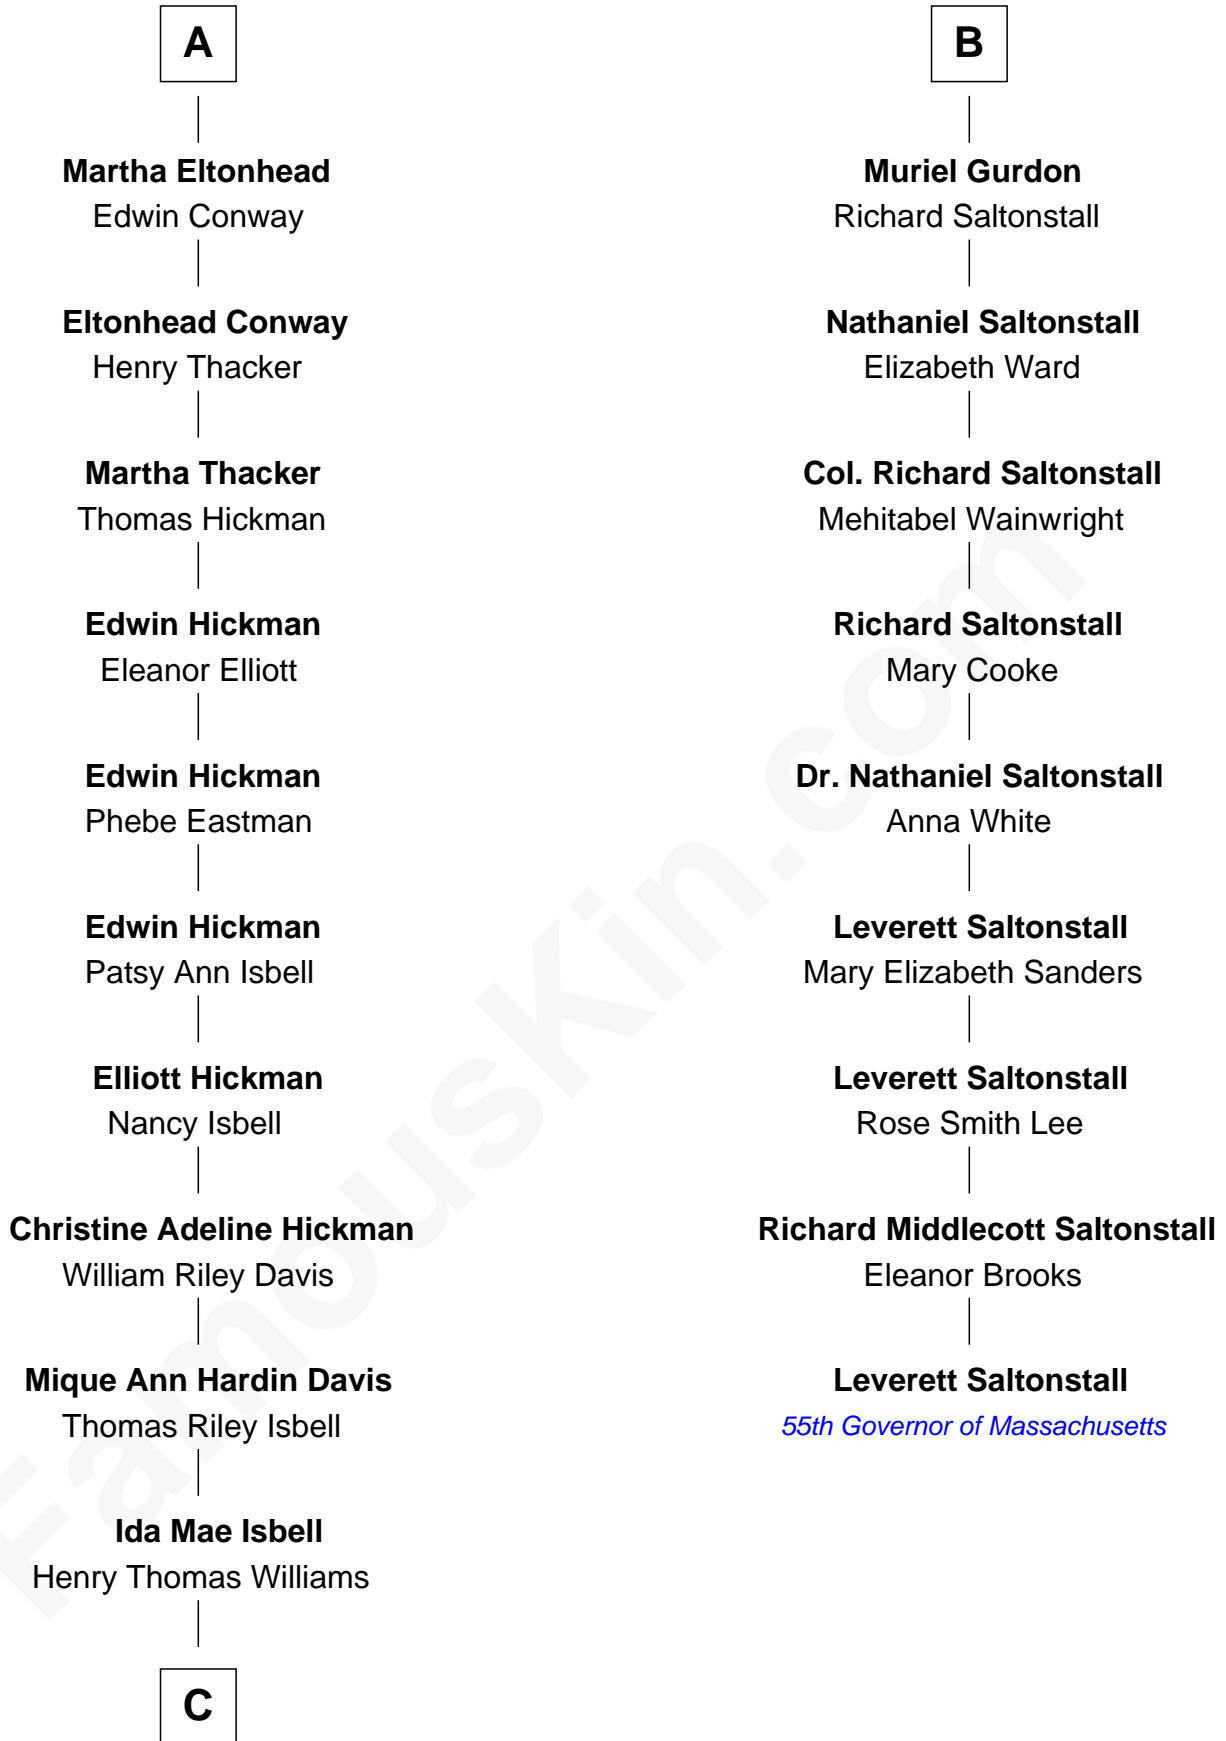 A
Martha Eltonhead
Edwin Conway
Eltonhead Conway
Henry Thacker
Martha Thacker
Thomas Hickman
Edwin Hickman
Eleanor Elliott
Edwin Hickman
Phebe Eastman
Edwin Hickman
Patsy Ann Isbell
Elliott Hickman
Nancy Isbell
Christine Adeline Hickman
William Riley Davis
Mique Ann Hardin Davis
Thomas Riley Isbell
Ida Mae Isbell
Henry Thomas Williams
C
B
Muriel Gurdon
Richard Saltonstall
Nathaniel Saltonstall
Elizabeth Ward
Col. Richard Saltonstall
Mehitabel Wainwright
Richard Saltonstall
Mary Cooke
Dr. Nathaniel Saltonstall
Anna White
Leverett Saltonstall
Mary Elizabeth Sanders
Leverett Saltonstall
Rose Smith Lee
Richard Middlecott Saltonstall
Eleanor Brooks
Leverett Saltonstall
55th Governor of Massachusetts
FamousKin.com